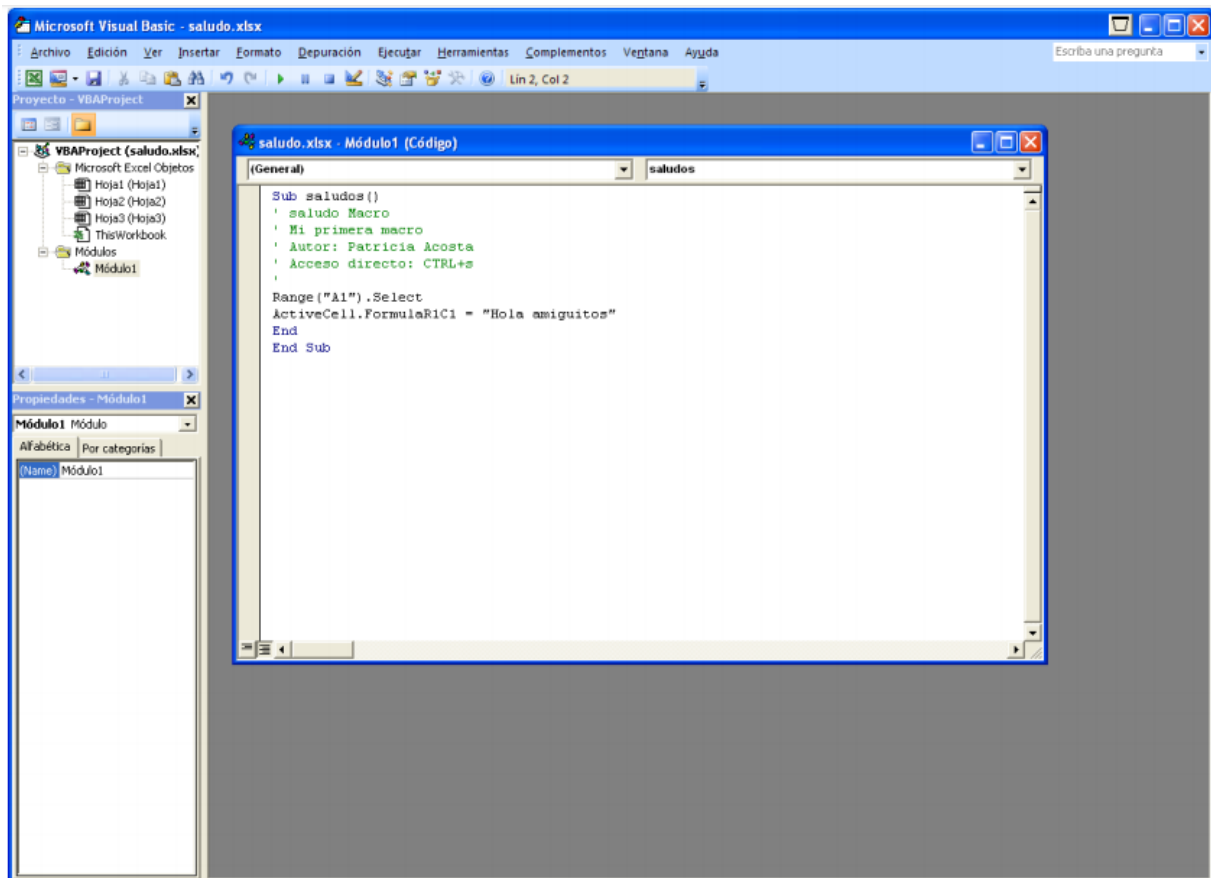 Microsoft Visual Basic - saludo.xlsx
Archivo Edición Ver Insertar Formato Depuración Ejecutar Herramientas Complementos Ventana Ayuda Escriba una pregunta
Lín 2, Col 2
Proyecto - VBAProject
VBAProject (saludo.xlsx)
Microsoft Excel Objetos
Hoja1 (Hoja1)
Hoja2 (Hoja2)
Hoja3 (Hoja3)
ThisWorkbook
Módulos
Módulo1
Propiedades - Módulo1
Módulo1 Módulo
Alfabética Por categorías
(Name) Módulo1
saludo.xlsx - Módulo1 (Código)
(General) saludos
Sub saludos()
' saludo Macro
' Mi primera macro
' Autor: Patricia Acosta
' Acceso directo: CTRL+s
'
Range("A1").Select
ActiveCell.FormulaR1C1 = "Hola amiguitos"
End
End Sub